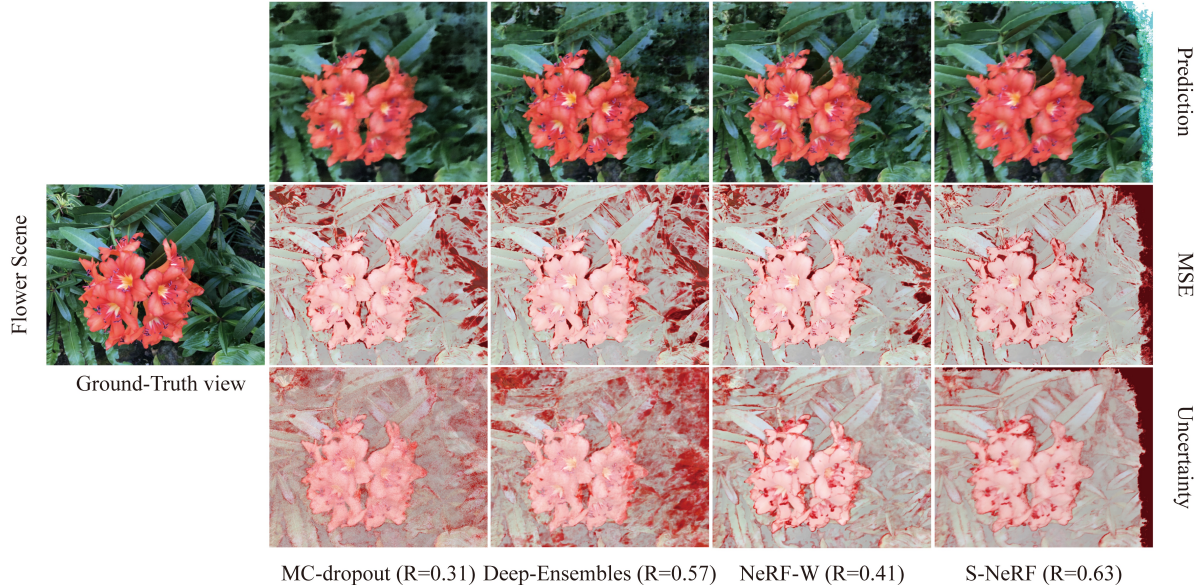 Prediction
Flower Scene
MSE
Ground-Truth view
Uncertainty
MC-dropout (R=0.31)
Deep-Ensembles (R=0.57)
NeRF-W (R=0.41)
S-NeRF (R=0.63)